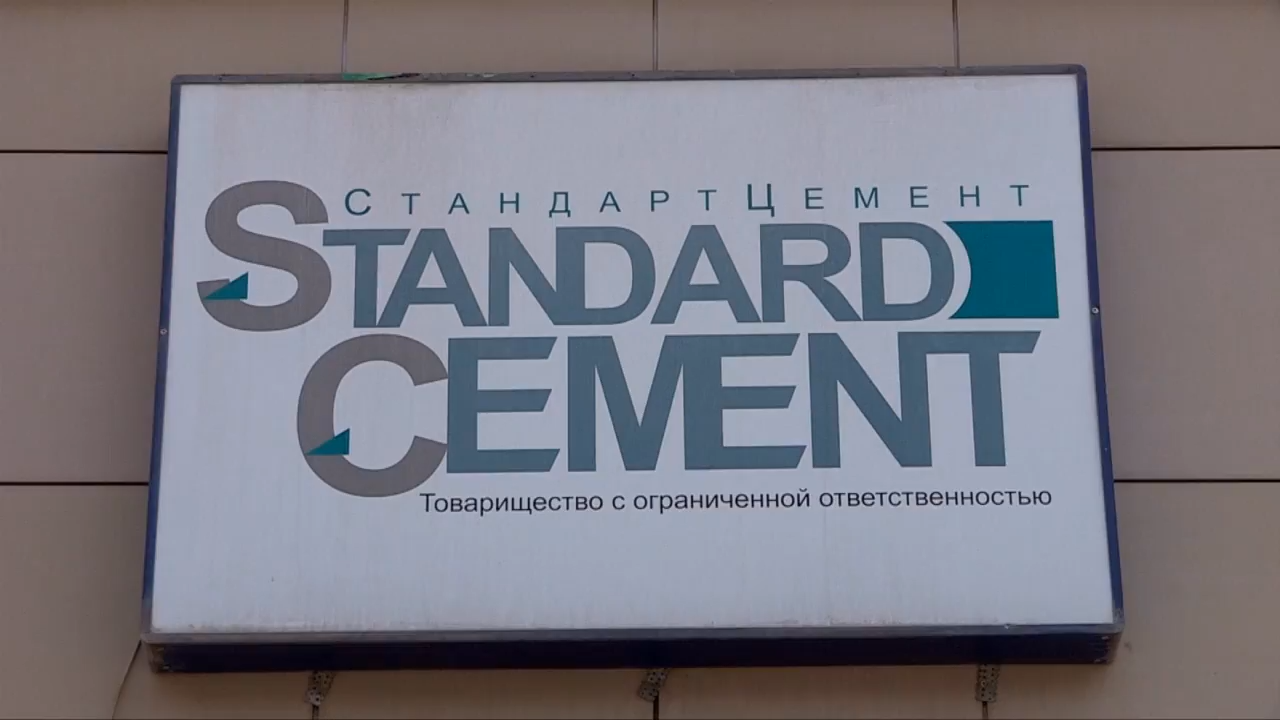 СтандартЦемент
STANDARD
CEMENT
Товарищество с ограниченной ответственностью